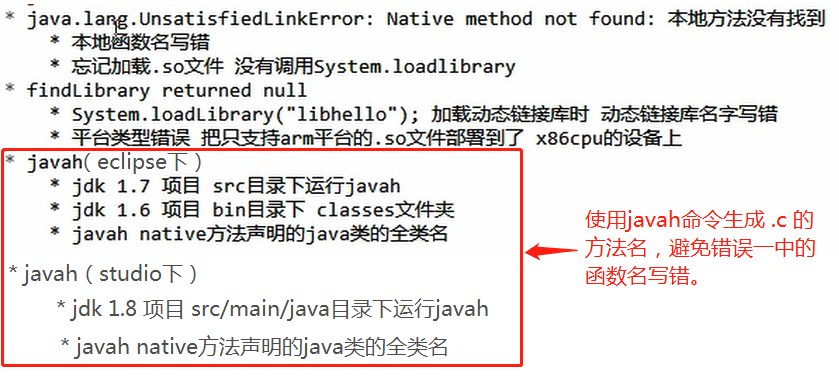 * java.lang.UnsatisfiedLinkError: Native method not found: 本地方法没有找到
* 本地函数名写错
* 忘记加载.so文件 没有调用System.loadlibrary
* findLibrary returned null
* System.loadLibrary("libhello"); 加载动态链接库时 动态链接库名字写错
* 平台类型错误 把只支持arm平台的.so文件部署到了 x86cpu的设备上
* javah( eclipse下 )
* jdk 1.7 项目 src目录下运行javah
* jdk 1.6 项目 bin目录下 classes文件夹
* javah native方法声明的java类的全类名
* javah ( studio下 )
* jdk 1.8 项目 src/main/java目录下运行javah
* javah native方法声明的java类的全类名
使用javah命令生成 .c 的
方法名，避免错误一中的
函数名写错。